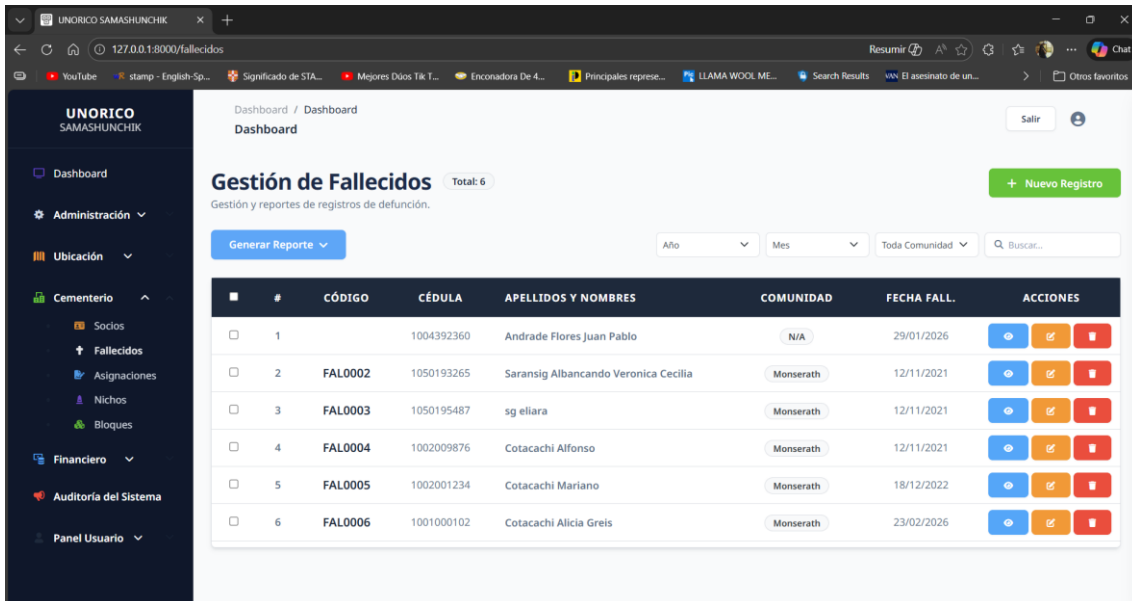 UNORICO SAMASHUNCHIK
127.0.0.1:8000/fallecidos
Resumir
Chat
YouTube
stamp - English-Sp...
Significado de STA...
Mejores Dúos Tik T...
Enconadora De 4...
Principales represe...
LLAMA WOOL ME...
Search Results
El asesinato de un...
Otros favoritos
UNORICO
SAMASHUNCHIK
Dashboard / Dashboard
Dashboard
Salir
Dashboard
Administración
Ubicación
Cementerio
Socios
Fallecidos
Asignaciones
Nichos
Bloques
Financiero
Auditoría del Sistema
Panel Usuario
Gestión de Fallecidos Total: 6
Gestión y reportes de registros de defunción.
+ Nuevo Registro
Generar Reporte
Año Mes Toda Comunidad Buscar...
# CÓDIGO CÉDULA APELLIDOS Y NOMBRES COMUNIDAD FECHA FALL. ACCIONES
1 1004392360 Andrade Flores Juan Pablo N/A 29/01/2026
2 FAL0002 1050193265 Saransig Albancando Veronica Cecilia Monserath 12/11/2021
3 FAL0003 1050195487 sg eliara Monserath 12/11/2021
4 FAL0004 1002009876 Cotacachi Alfonso Monserath 12/11/2021
5 FAL0005 1002001234 Cotacachi Mariano Monserath 18/12/2022
6 FAL0006 1001000102 Cotacachi Alicia Greis Monserath 23/02/2026